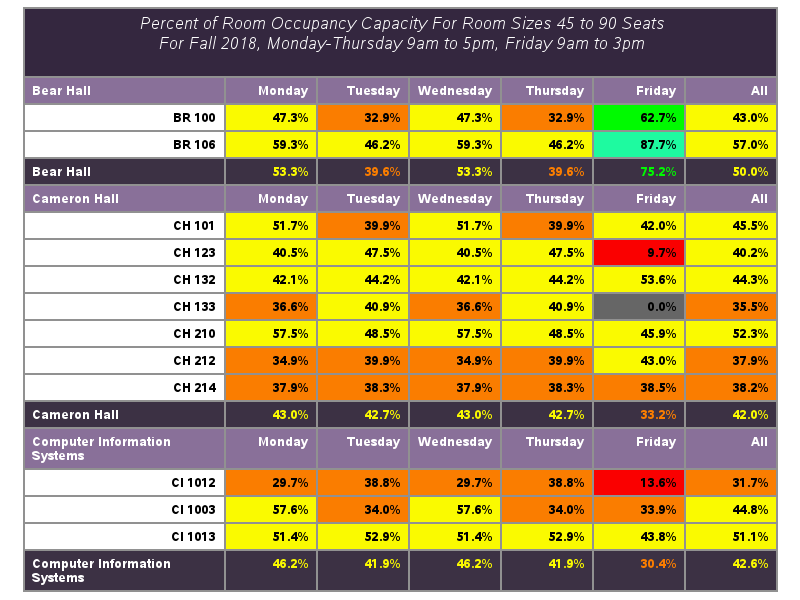 Percent of Room Occupancy Capacity For Room Sizes 45 to 90 Seats
For Fall 2018, Monday-Thursday 9am to 5pm, Friday 9am to 3pm
Bear Hall Monday Tuesday Wednesday Thursday Friday All
BR 100 47.3% 32.9% 47.3% 32.9% 62.7% 43.0%
BR 106 59.3% 46.2% 59.3% 46.2% 87.7% 57.0%
Bear Hall 53.3% 39.6% 53.3% 39.6% 75.2% 50.0%
Cameron Hall Monday Tuesday Wednesday Thursday Friday All
CH 101 51.7% 39.9% 51.7% 39.9% 42.0% 45.5%
CH 123 40.5% 47.5% 40.5% 47.5% 9.7% 40.2%
CH 132 42.1% 44.2% 42.1% 44.2% 53.6% 44.3%
CH 133 36.6% 40.9% 36.6% 40.9% 0.0% 35.5%
CH 210 57.5% 48.5% 57.5% 48.5% 45.9% 52.3%
CH 212 34.9% 39.9% 34.9% 39.9% 43.0% 37.9%
CH 214 37.9% 38.3% 37.9% 38.3% 38.5% 38.2%
Cameron Hall 43.0% 42.7% 43.0% 42.7% 33.2% 42.0%
Computer Information Monday Tuesday Wednesday Thursday Friday All
Systems
CI 1012 29.7% 38.8% 29.7% 38.8% 13.6% 31.7%
CI 1003 57.6% 34.0% 57.6% 34.0% 33.9% 44.8%
CI 1013 51.4% 52.9% 51.4% 52.9% 43.8% 51.1%
Computer Information 46.2% 41.9% 46.2% 41.9% 30.4% 42.6%
Systems